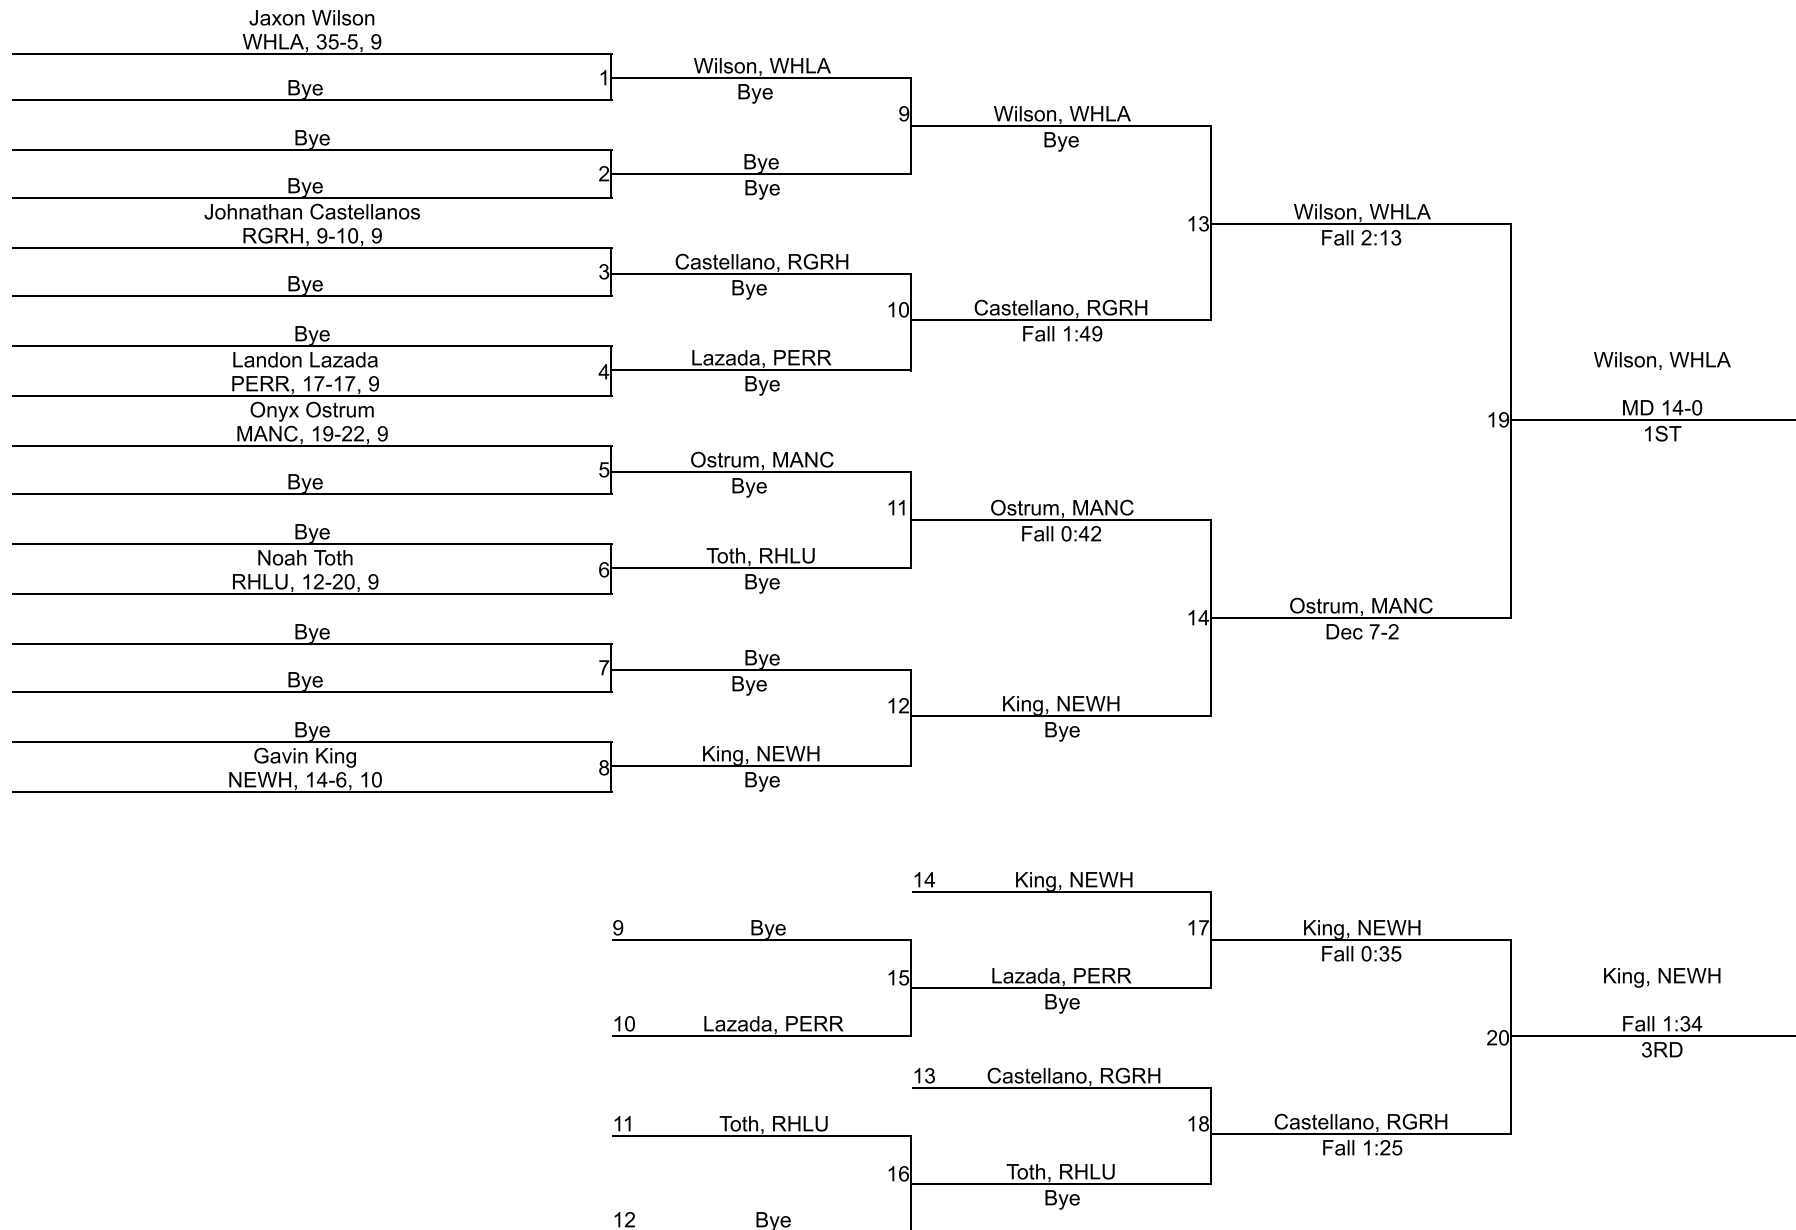 Jaxon Wilson
WHLA, 35-5, 9
Bye
1
Bye
Bye
2
Johnathan Castellanos
RGRH, 9-10, 9
Bye
3
Bye
Landon Lazada
PERR, 17-17, 9
4
Onyx Ostrum
MANC, 19-22, 9
Bye
5
Bye
Noah Toth
RHLU, 12-20, 9
6
Bye
Bye
7
Bye
Gavin King
NEWH, 14-6, 10
8
Wilson, WHLA
Bye
Bye
Bye
9
Castellano, RGRH
Bye
Lazada, PERR
Bye
10
Ostrum, MANC
Bye
Toth, RHLU
Bye
11
Bye
Bye
King, NEWH
Bye
12
Wilson, WHLA
Bye
Castellano, RGRH
Fall 1:49
13
Ostrum, MANC
Fall 0:42
King, NEWH
Bye
14
Wilson, WHLA
Fall 2:13
Ostrum, MANC
Dec 7-2
19
Wilson, WHLA
MD 14-0
1ST
9 Bye
10 Lazada, PERR
15
11 Toth, RHLU
12 Bye
16
14 King, NEWH
Lazada, PERR
Bye
17
13 Castellano, RGRH
Toth, RHLU
Bye
18
King, NEWH
Fall 0:35
Castellano, RGRH
Fall 1:25
20
King, NEWH
Fall 1:34
3RD